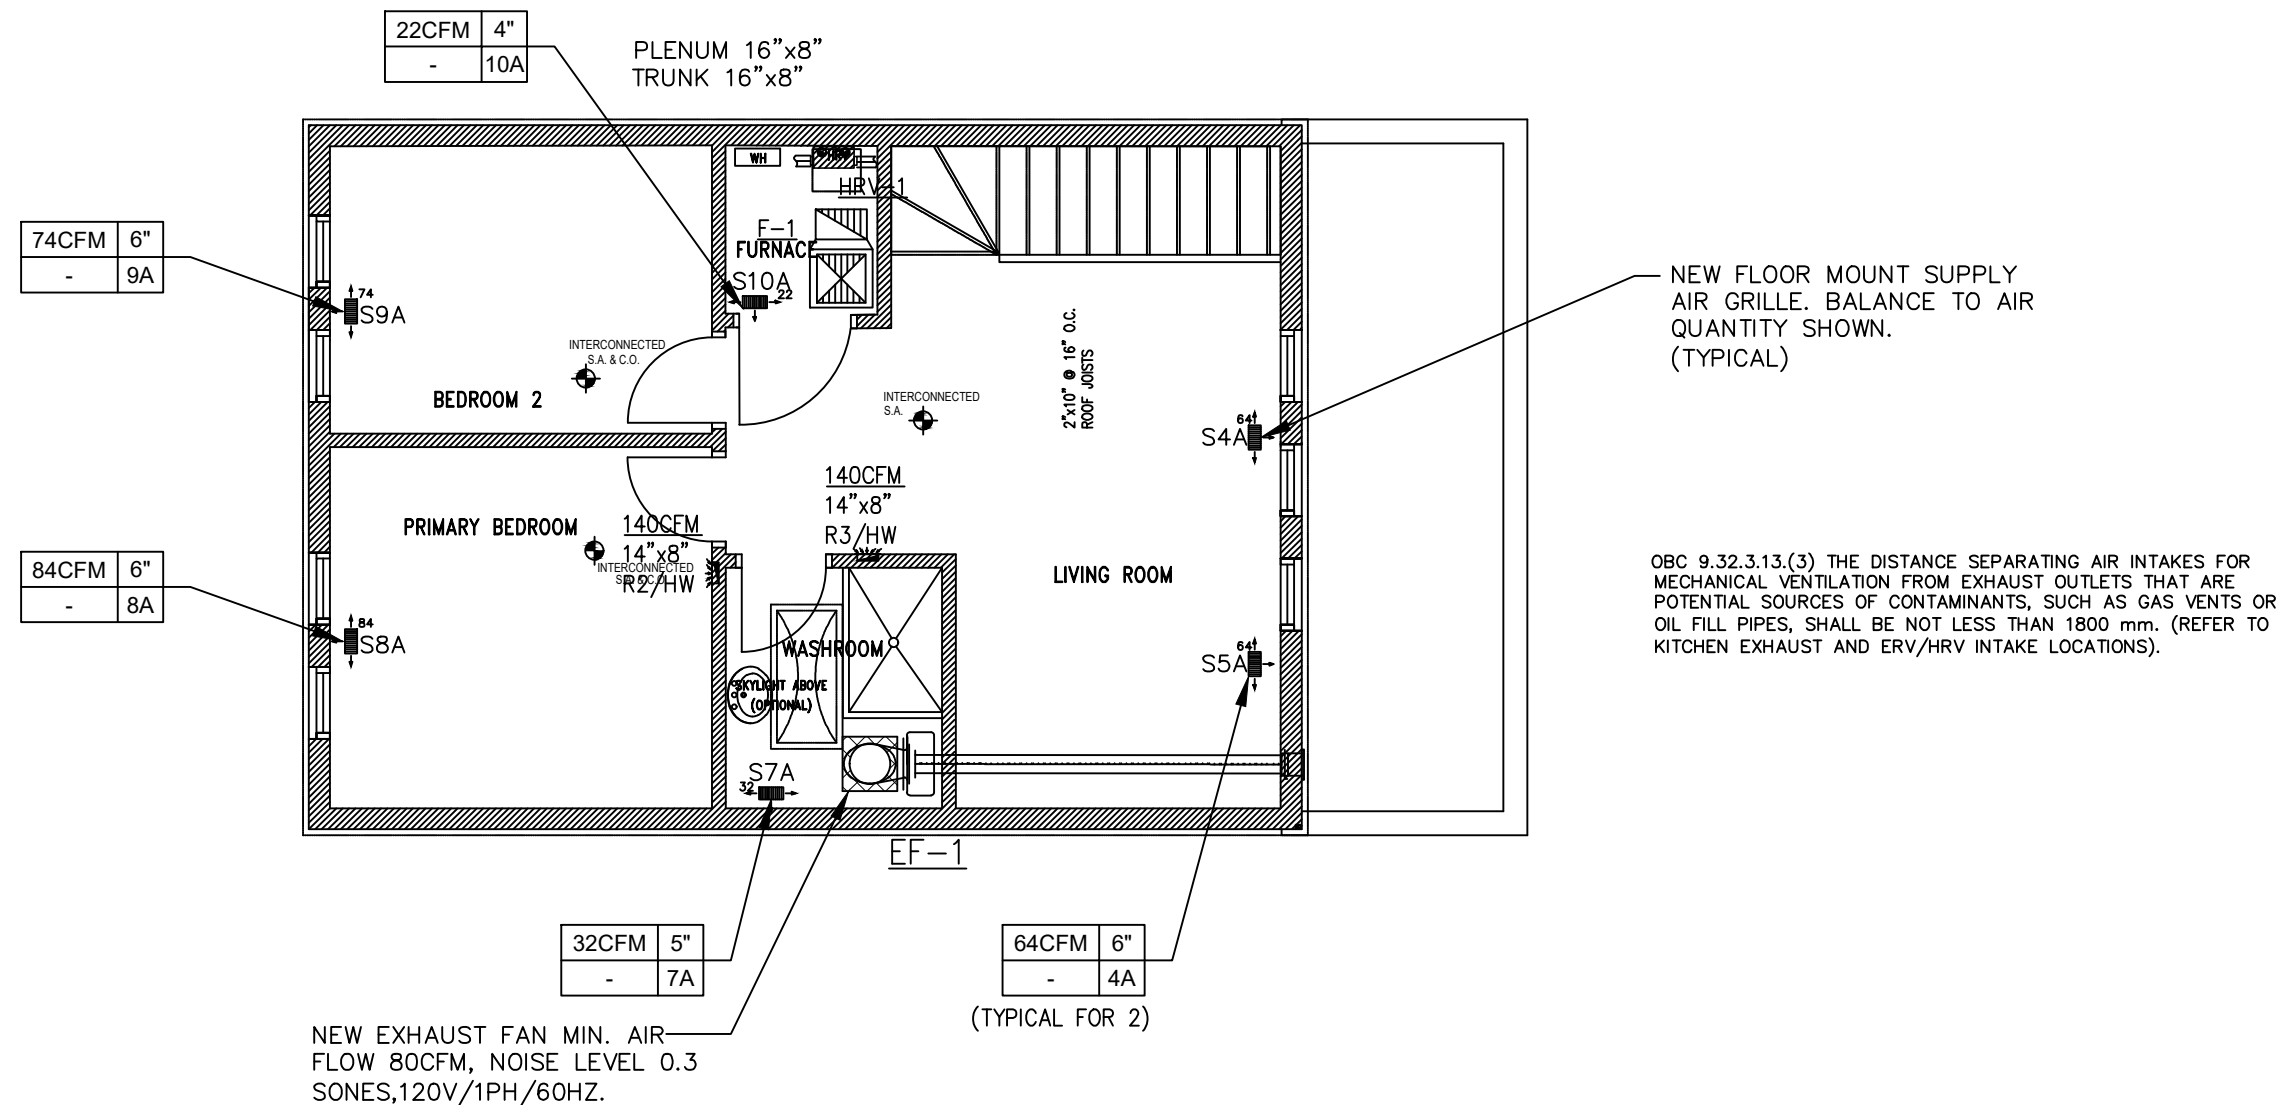 22CFM 4"
- 10A
PLENUM 16"x8"
TRUNK 16"x8"
WH
HRV-1
F-1
FURNACE
S10A
22
74CFM 6"
- 9A
74
S9A
INTERCONNECTED
S.A. & C.O.
BEDROOM 2
INTERCONNECTED
S.A.
2"x10" @ 16" O.C.
ROOF JOISTS
NEW FLOOR MOUNT SUPPLY
AIR GRILLE. BALANCE TO AIR
QUANTITY SHOWN.
(TYPICAL)
64
S4A
140CFM
14"x8"
R3/HW
PRIMARY BEDROOM
140CFM
14"x8"
R2/HW
INTERCONNECTED
S.A. & C.O.
84CFM 6"
- 8A
84
S8A
LIVING ROOM
OBC 9.32.3.13.(3) THE DISTANCE SEPARATING AIR INTAKES FOR
MECHANICAL VENTILATION FROM EXHAUST OUTLETS THAT ARE
POTENTIAL SOURCES OF CONTAMINANTS, SUCH AS GAS VENTS OR
OIL FILL PIPES, SHALL BE NOT LESS THAN 1800 mm. (REFER TO
KITCHEN EXHAUST AND ERV/HRV INTAKE LOCATIONS).
WASHROOM
SKYLIGHT ABOVE
(OPTIONAL)
64
S5A
S7A
32
EF-1
32CFM 5"
- 7A
64CFM 6"
- 4A
(TYPICAL FOR 2)
NEW EXHAUST FAN MIN. AIR
FLOW 80CFM, NOISE LEVEL 0.3
SONES,120V/1PH/60HZ.